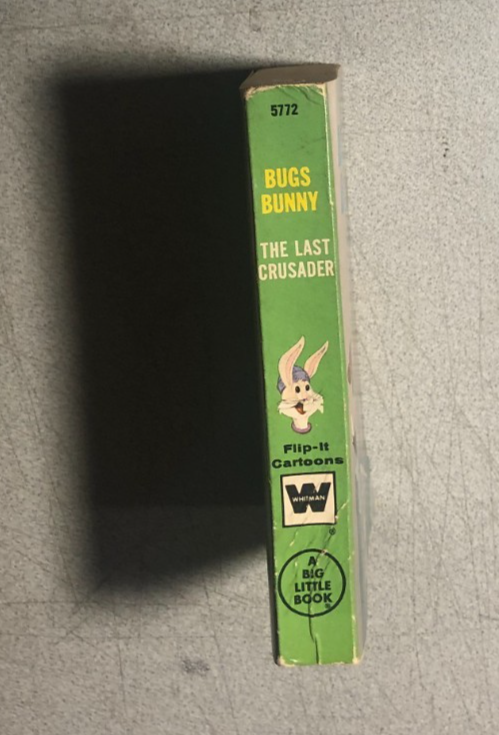 5772
BUGS
BUNNY
THE LAST
CRUSADER
Flip-It
Cartoons
W
WHITMAN
®
A
BIG
LITTLE
BOOK®